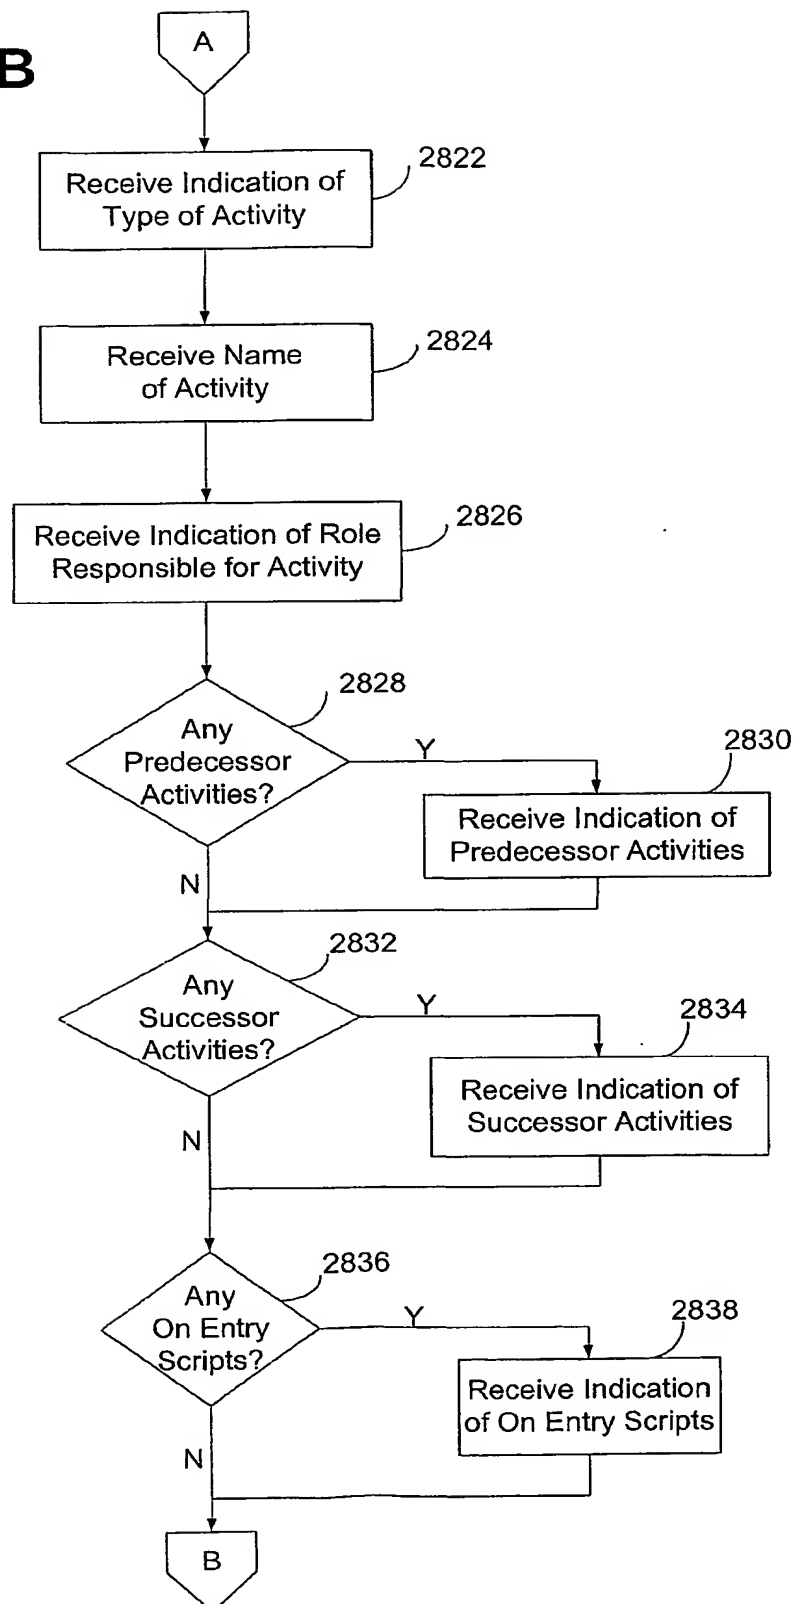 A
B
2822
Receive Indication of
Type of Activity
2824
Receive Name
of Activity
2826
Receive Indication of Role
Responsible for Activity
2828
Any
Predecessor
Activities?
Y
2830
Receive Indication of
Predecessor Activities
N
2832
Any
Successor
Activities?
Y
2834
Receive Indication of
Successor Activities
N
2836
Any
On Entry
Scripts?
Y
2838
Receive Indication
of On Entry Scripts
N
B